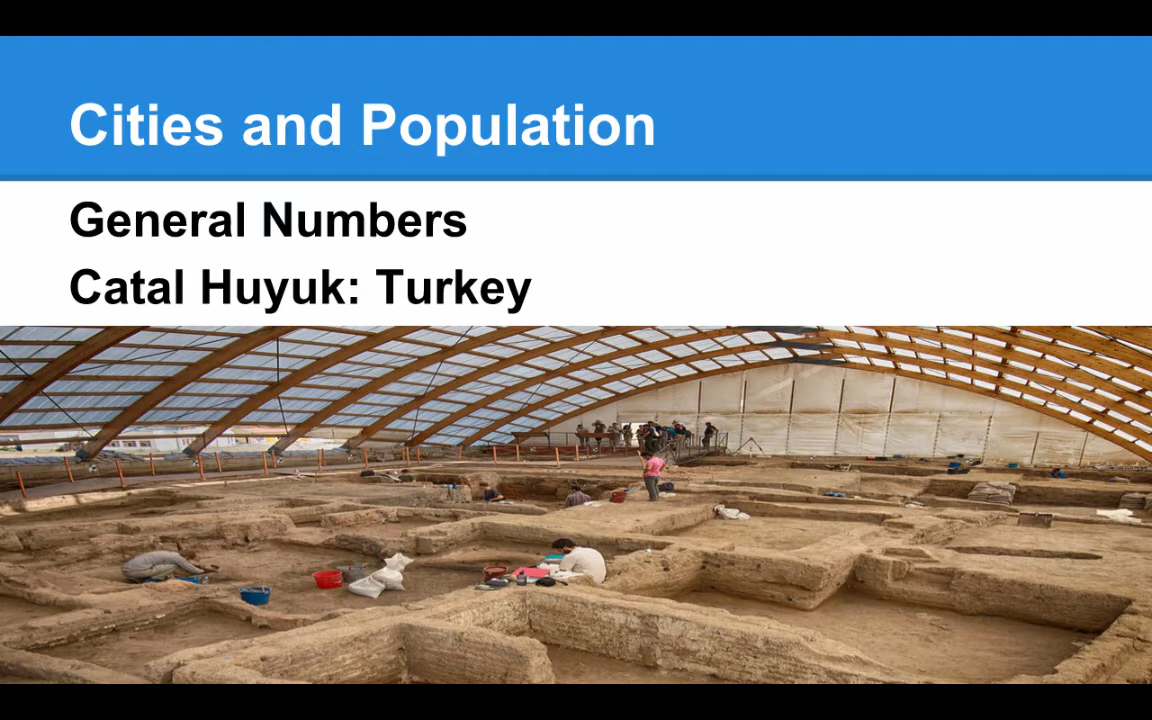 Cities and Population
General Numbers
Catal Huyuk: Turkey